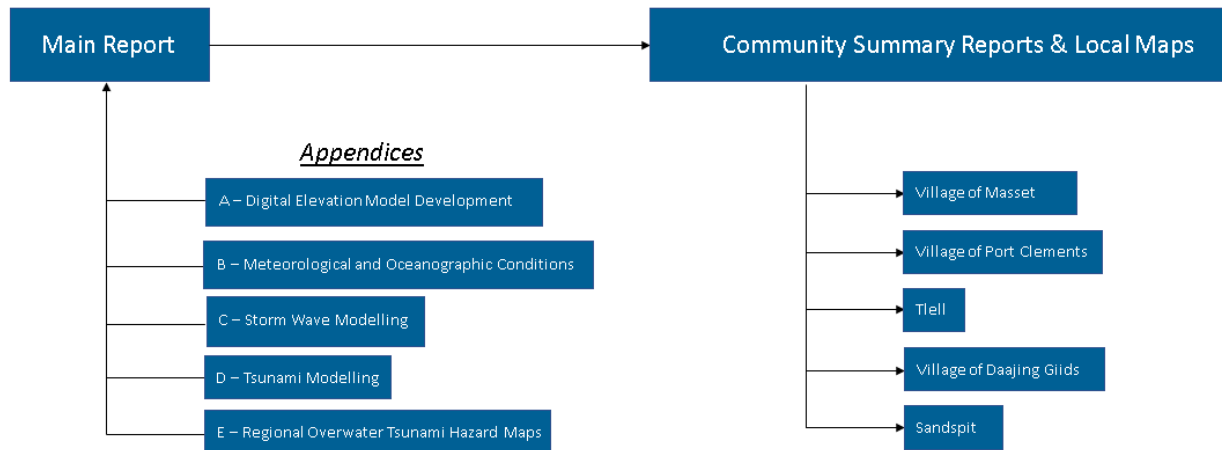 Main Report
Community Summary Reports & Local Maps
Appendices
A – Digital Elevation Model Development
B – Meteorological and Oceanographic Conditions
C – Storm Wave Modelling
D – Tsunami Modelling
E – Regional Overwater Tsunami Hazard Maps
Village of Masset
Village of Port Clements
Tlell
Village of Daajing Giids
Sandspit